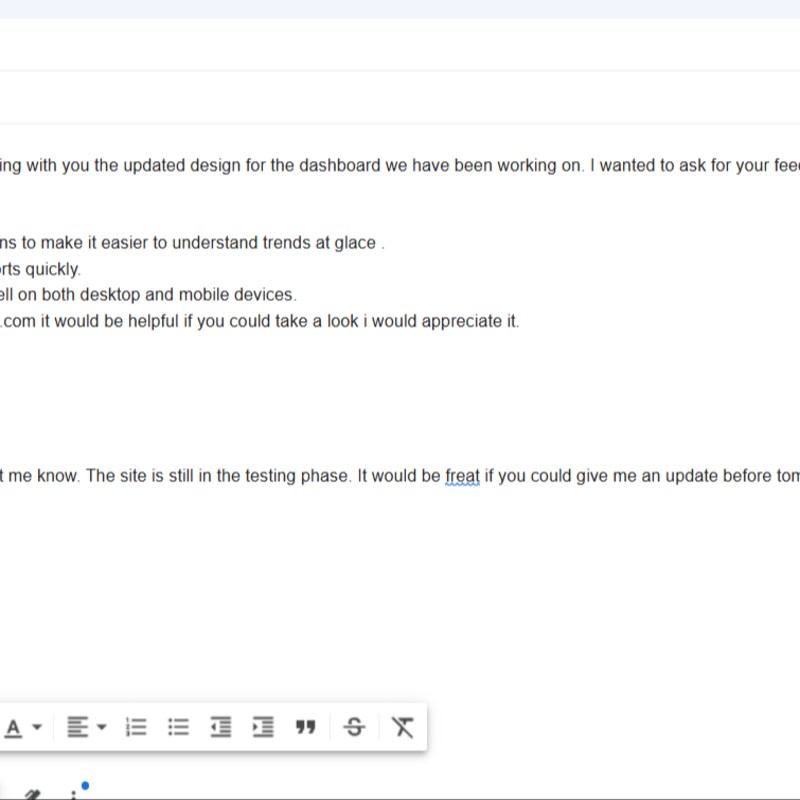 ing with you the updated design for the dashboard we have been working on. I wanted to ask for your fee
ns to make it easier to understand trends at glace .
rts quickly.
ell on both desktop and mobile devices.
.com it would be helpful if you could take a look i would appreciate it.
t me know. The site is still in the testing phase. It would be freat if you could give me an update before tom
A